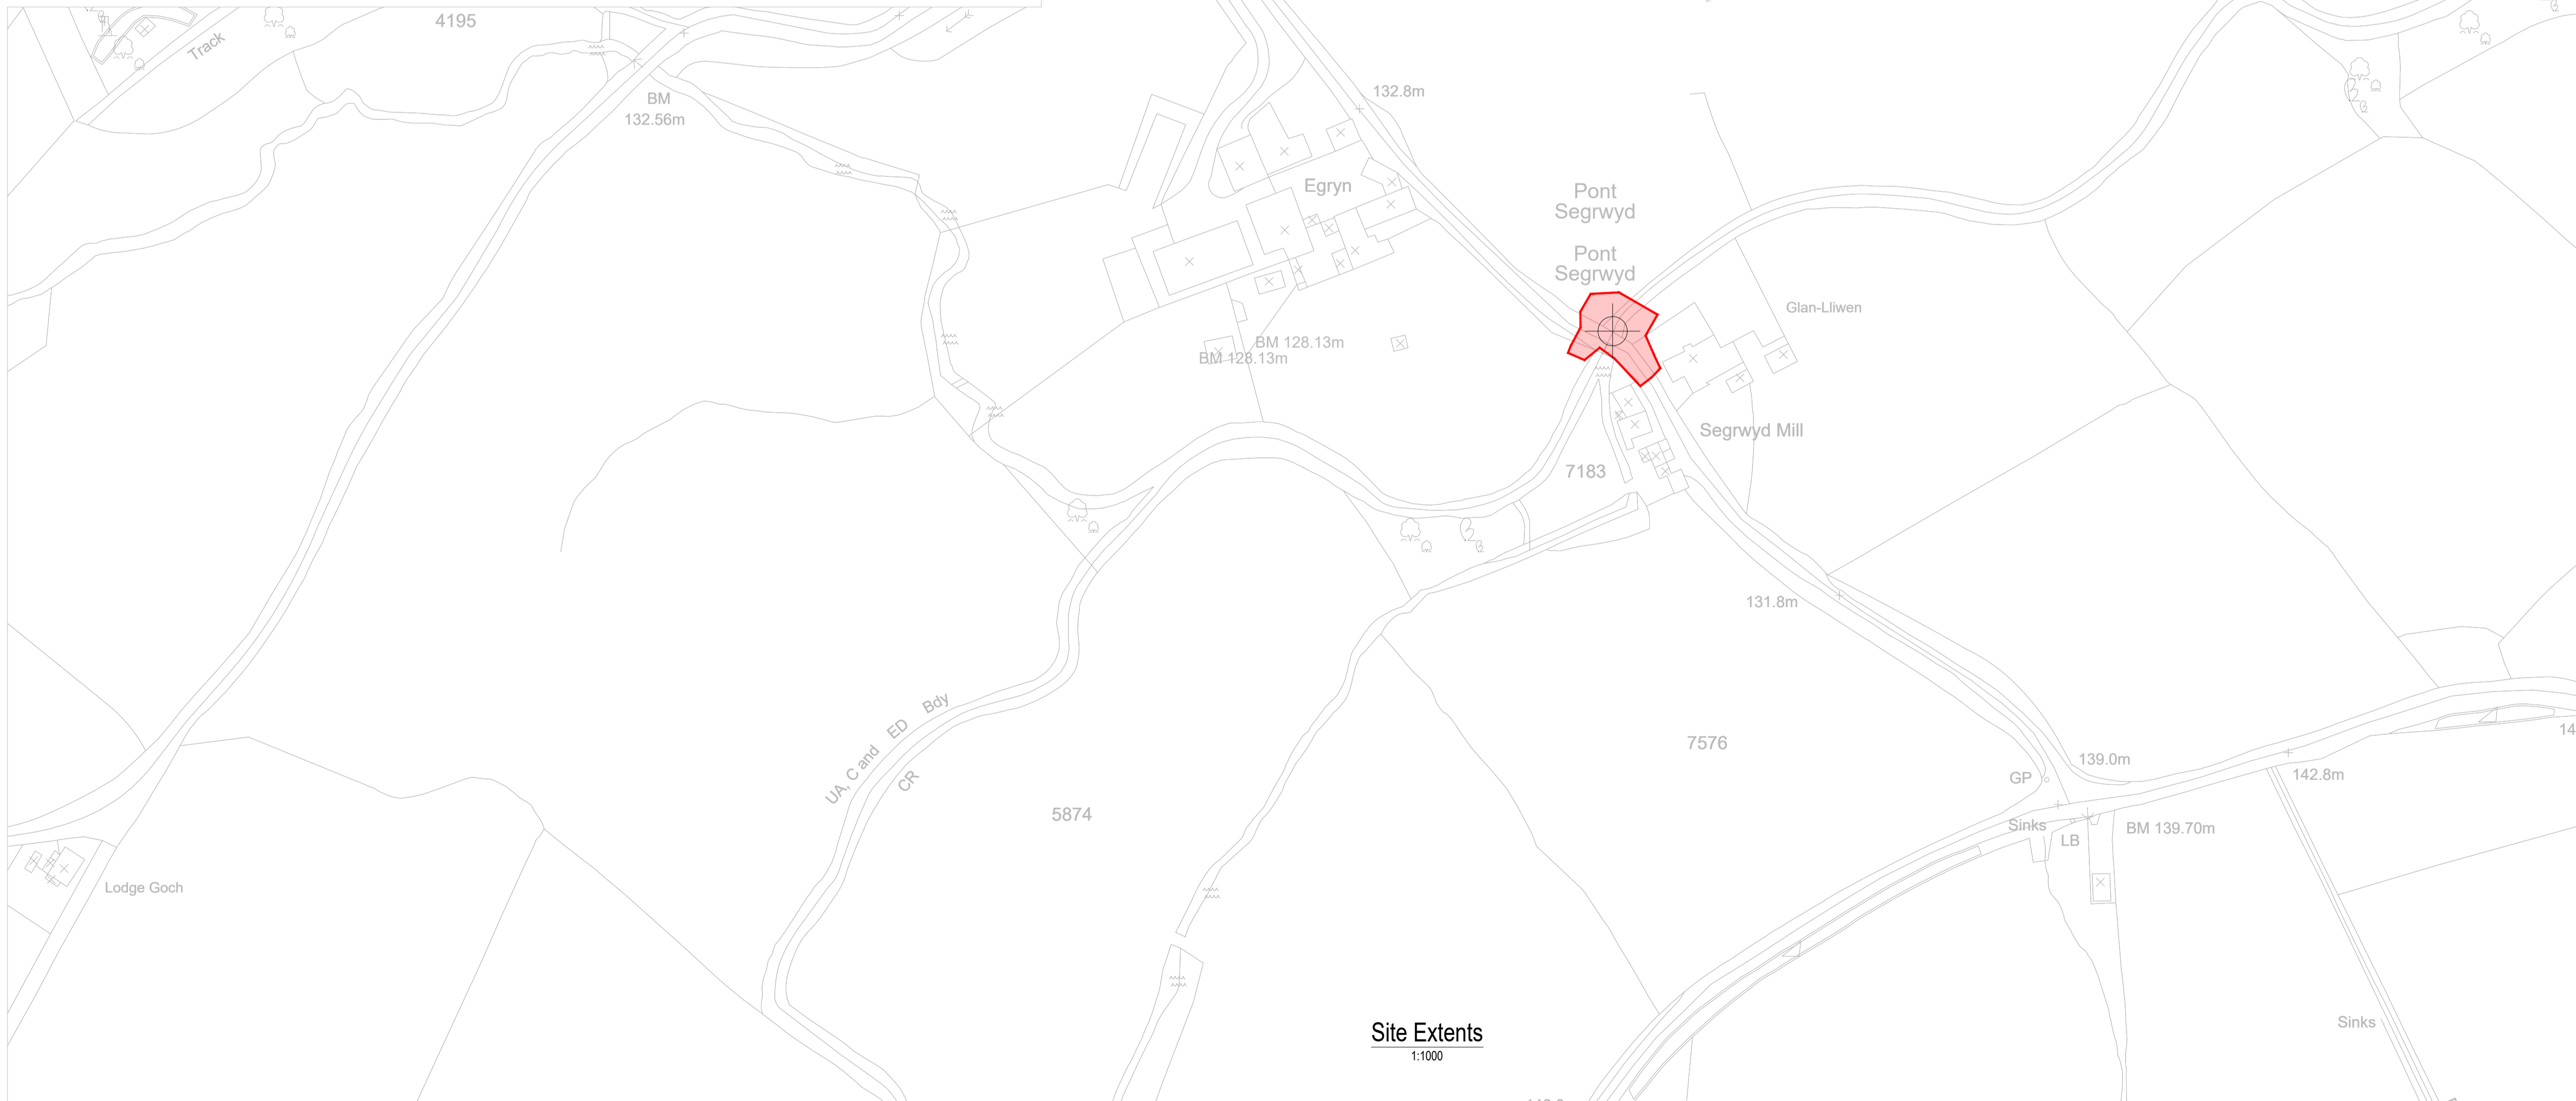 4195
Track
BM
132.56m
132.8m
Egryn
Pont
Segrwyd
Pont
Segrwyd
Glan-Lliwen
BM 128.13m
BM 128.13m
Segrwyd Mill
7183
131.8m
UA, C and ED Bdy
CR
7576
5874
139.0m
GP
142.8m
14
Sinks
LB
BM 139.70m
Lodge Goch
Sinks
Site Extents
1:1000